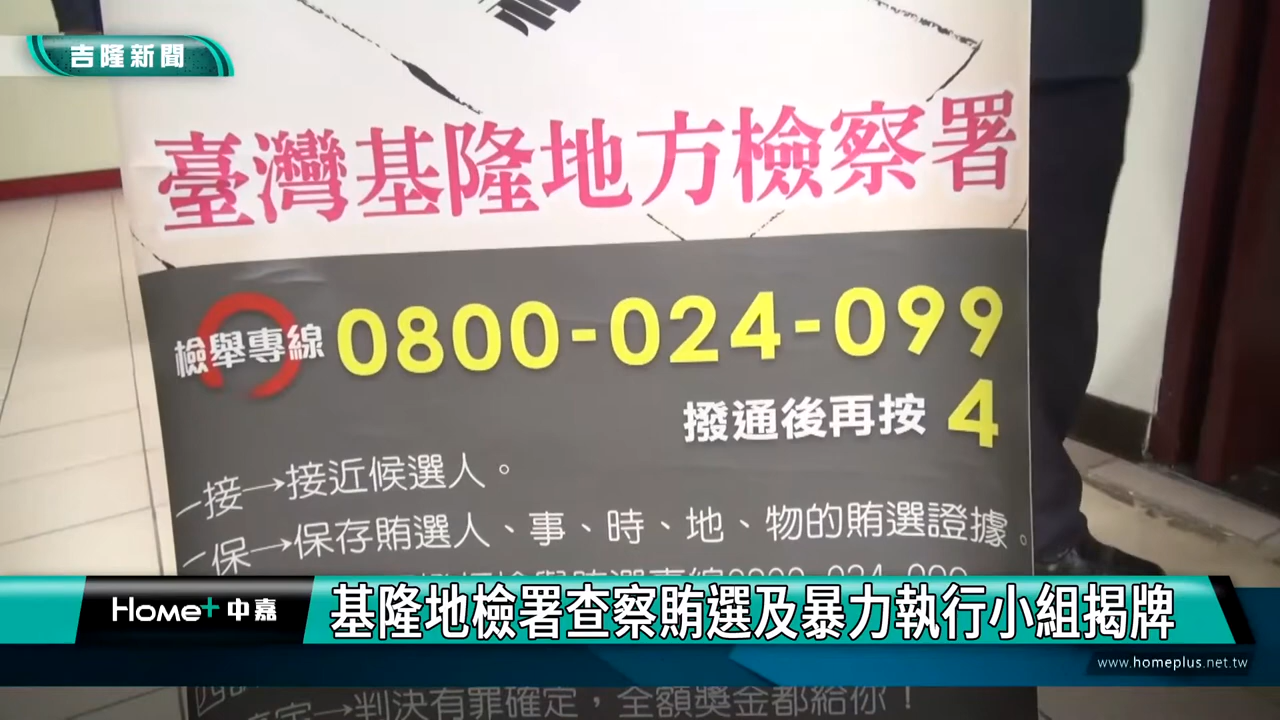 吉隆新聞
臺灣基隆地方檢察署
檢舉專線 0800-024-099
撥通後再按 4
一接→接近候選人。
一保→保存賄選人、事、時、地、物的賄選證據。
Home+ 中嘉
基隆地檢署查察賄選及暴力執行小組揭牌
www.homeplus.net.tw
→判決有罪確定，全額獎金都給你！